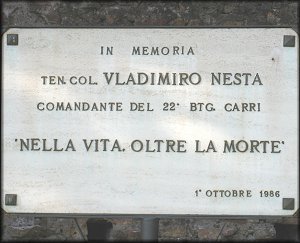 IN MEMORIA
TEN. COL. VLADIMIRO NESTA
COMANDANTE DEL 22° BTG. CARRI
"NELLA VITA, OLTRE LA MORTE"
1° OTTOBRE 1986